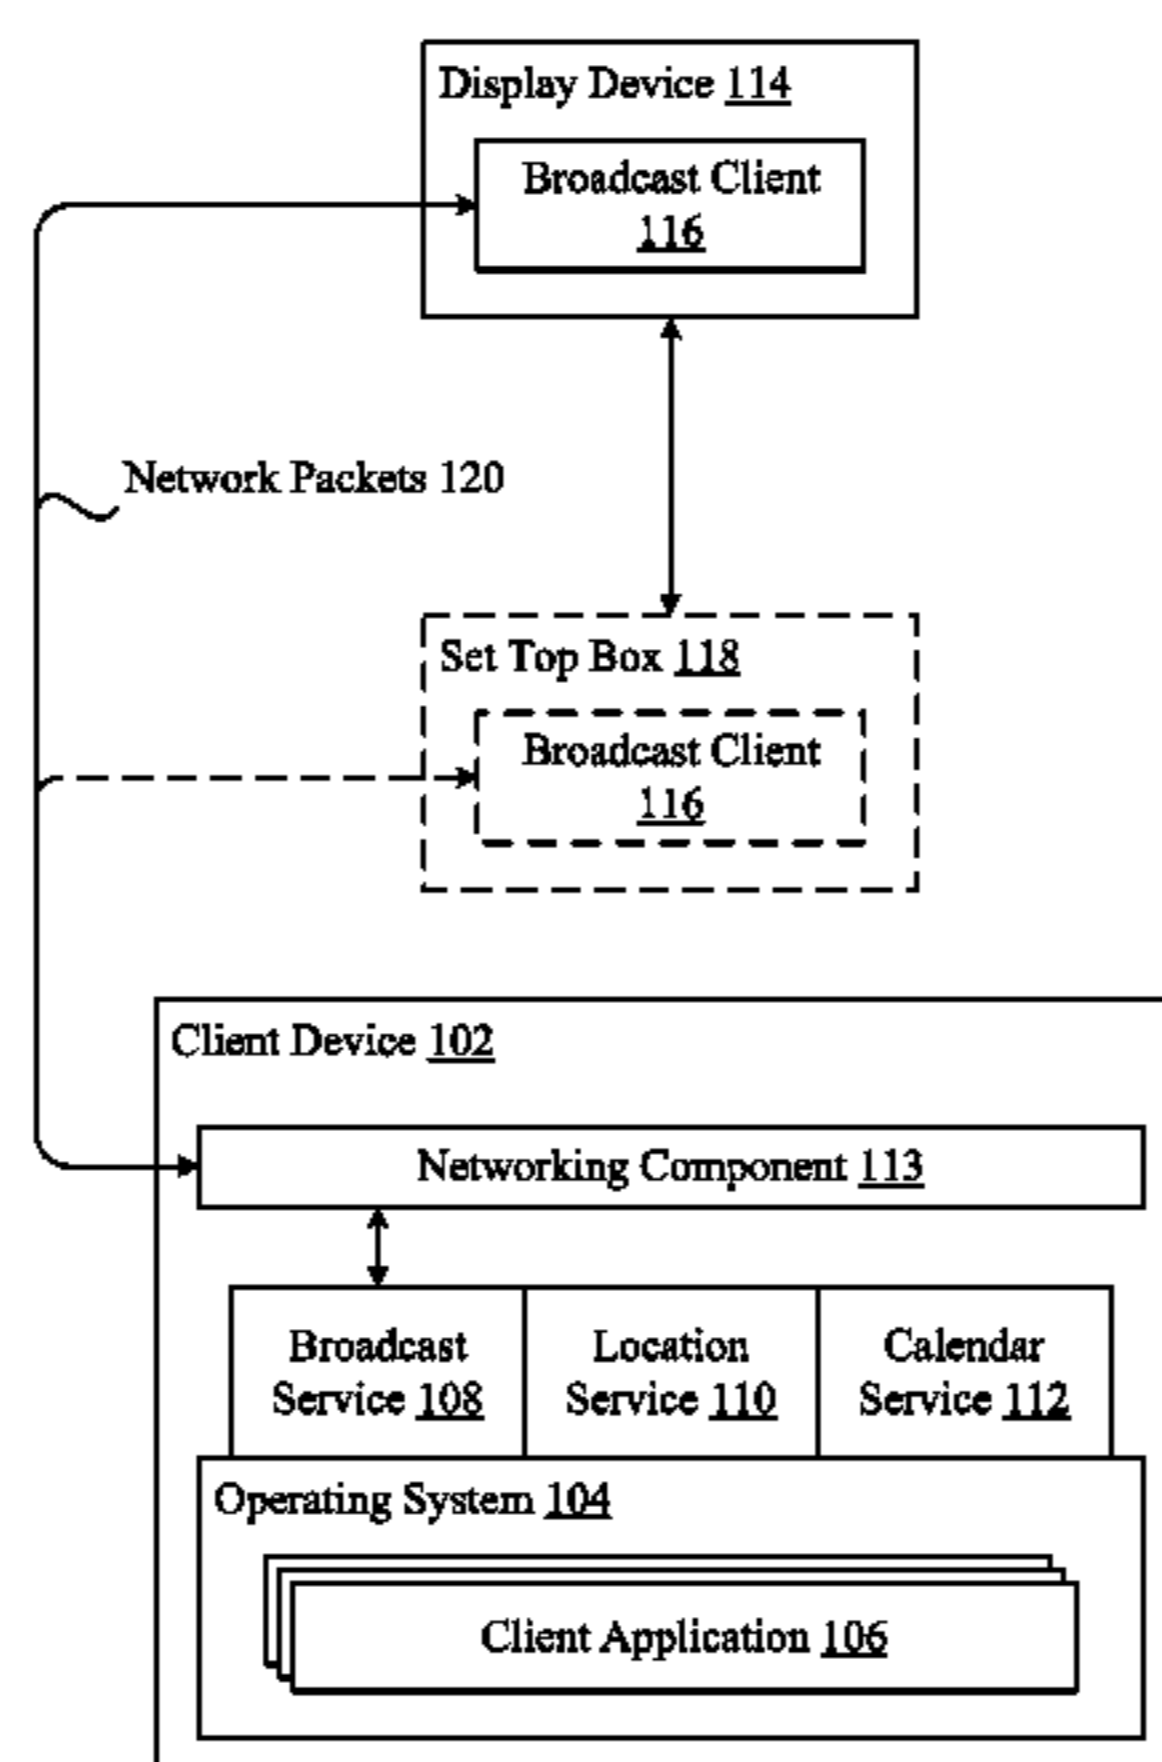 Display Device 114
Broadcast Client
116
Network Packets 120
Set Top Box 118
Broadcast Client
116
Client Device 102
Networking Component 113
Broadcast
Service 108
Location
Service 110
Calendar
Service 112
Operating System 104
Client Application 106